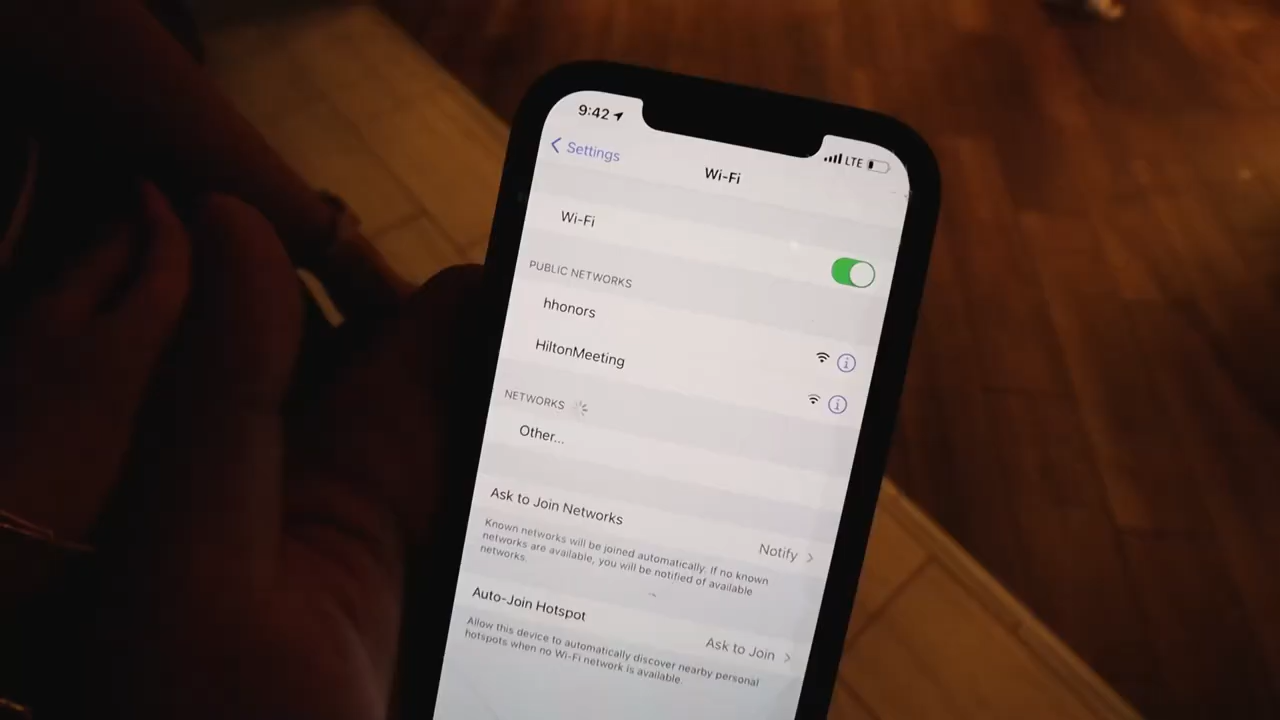 9:42
LTE
Settings
Wi-Fi
Wi-Fi
PUBLIC NETWORKS
hhonors
HiltonMeeting
NETWORKS
Other...
Ask to Join Networks
Notify
Known networks will be joined automatically. If no known
networks are available, you will be notified of available
networks.
Auto-Join Hotspot
Ask to Join
Allow this device to automatically discover nearby personal
hotspots when no Wi-Fi network is available.